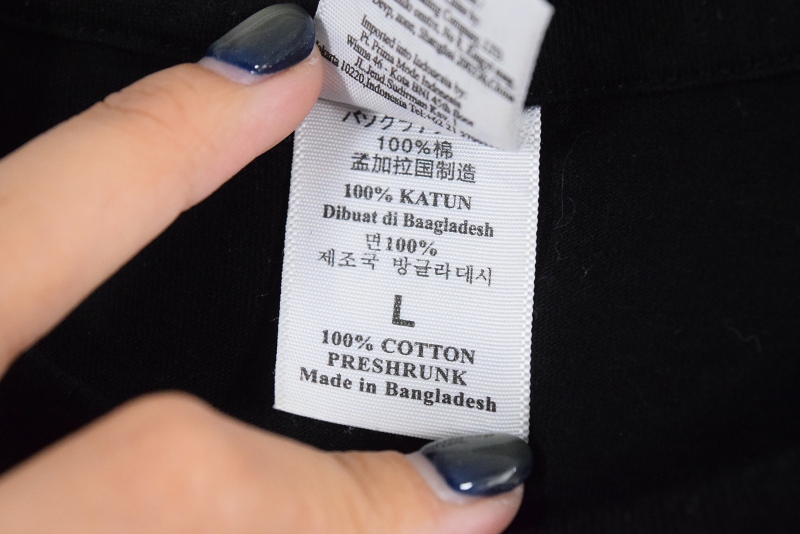 Imported into Indonesia by:
Pt. Prima Mode Indonesia
Wisma 46 - Kota BNI 45th floor
JL.Jend.Sudirman Kav. 1
10220,Indonesia
100%棉
孟加拉国制造
100% KATUN
Dibuat di Baagladesh
면100%
제조국 방글라데시
L
100% COTTON
PRESHRUNK
Made in Bangladesh